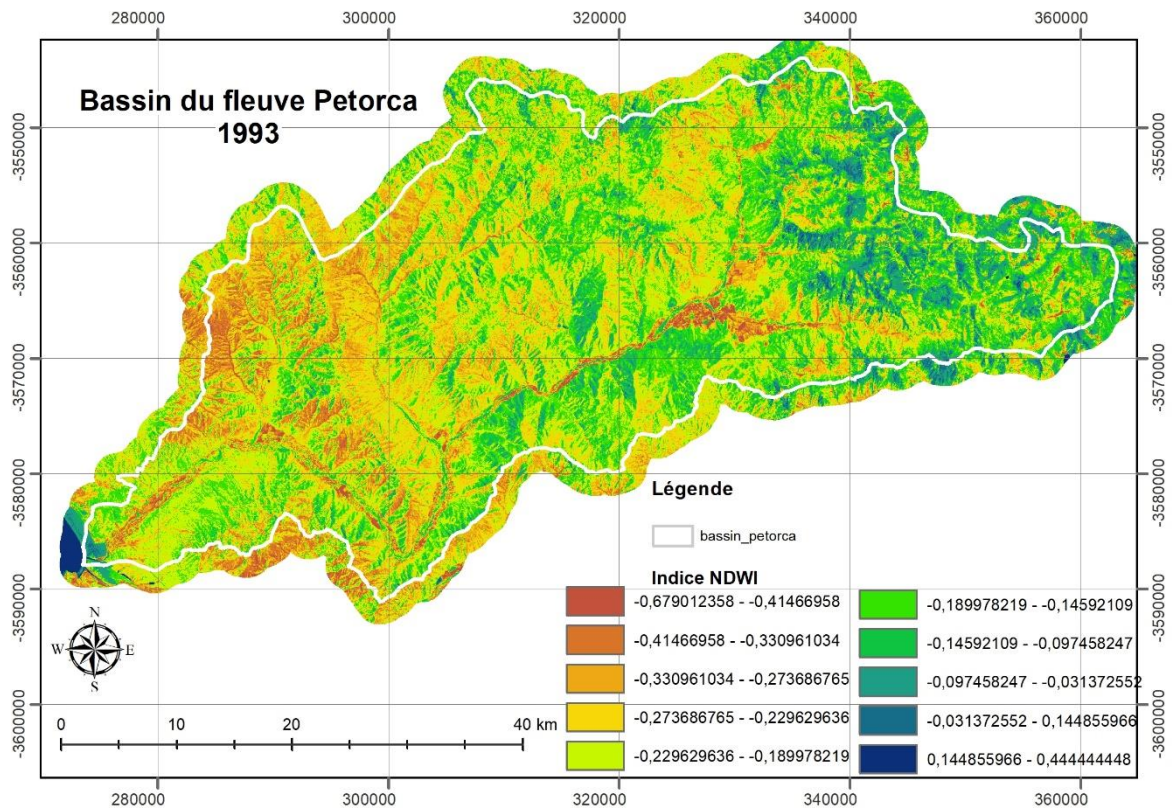 280000 300000 320000 340000 360000
Bassin du fleuve Petorca
1993
-3550000 -3550000
-3560000 -3560000
-3570000 -3570000
-3580000 -3580000
-3590000 -3590000
-3600000 -3600000
Légende
bassin_petorca
Indice NDWI
-0,679012358 - -0,41466958
-0,41466958 - -0,330961034
-0,330961034 - -0,273686765
-0,273686765 - -0,229629636
-0,229629636 - -0,189978219
-0,189978219 - -0,14592109
-0,14592109 - -0,097458247
-0,097458247 - -0,031372552
-0,031372552 - 0,144855966
0,144855966 - 0,444444448
N
W E
S
0 10 20 40 km
280000 300000 320000 340000 360000